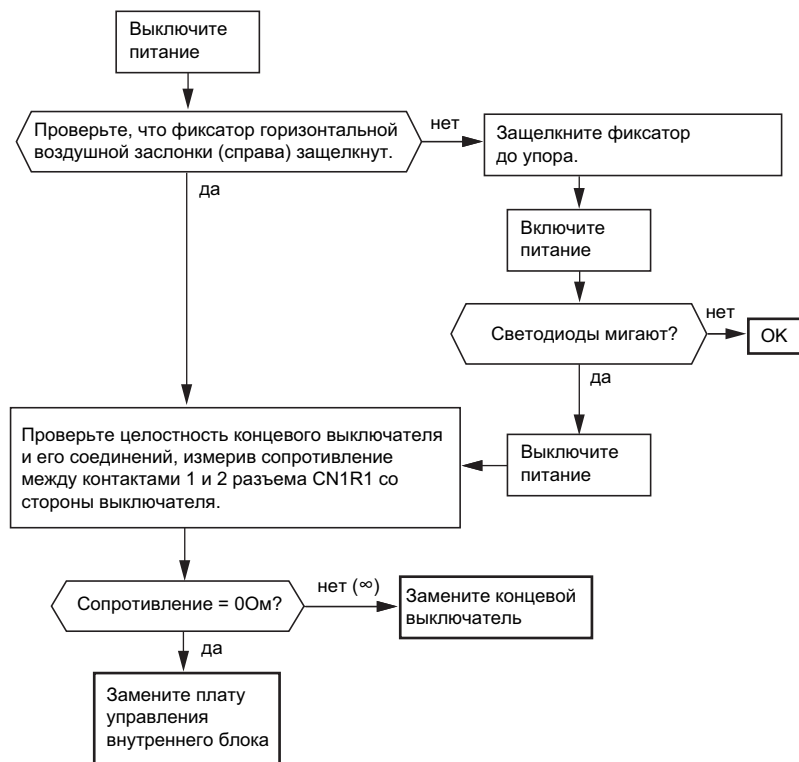 Выключите
питание
Проверьте, что фиксатор горизонтальной
воздушной заслонки (справа) защелкнут.
нет
Защелкните фиксатор
до упора.
да
Включите
питание
Светодиоды мигают?
нет
OK
да
Проверьте целостность концевого выключателя
и его соединений, измерив сопротивление
между контактами 1 и 2 разъема CN1R1 со
стороны выключателя.
Выключите
питание
Сопротивление = 0Ом?
нет (∞)
Замените концевой
выключатель
да
Замените плату
управления
внутреннего блока